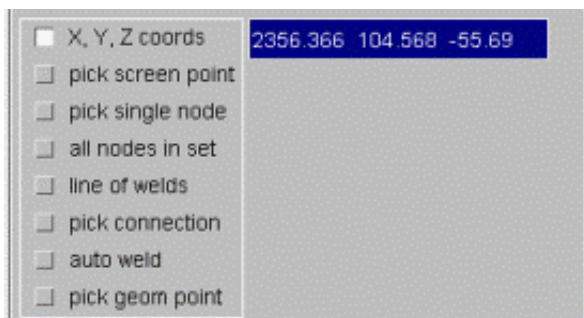 X, Y, Z coords 2356.366 104.568 -55.69
pick screen point
pick single node
all nodes in set
line of welds
pick connection
auto weld
pick geom point